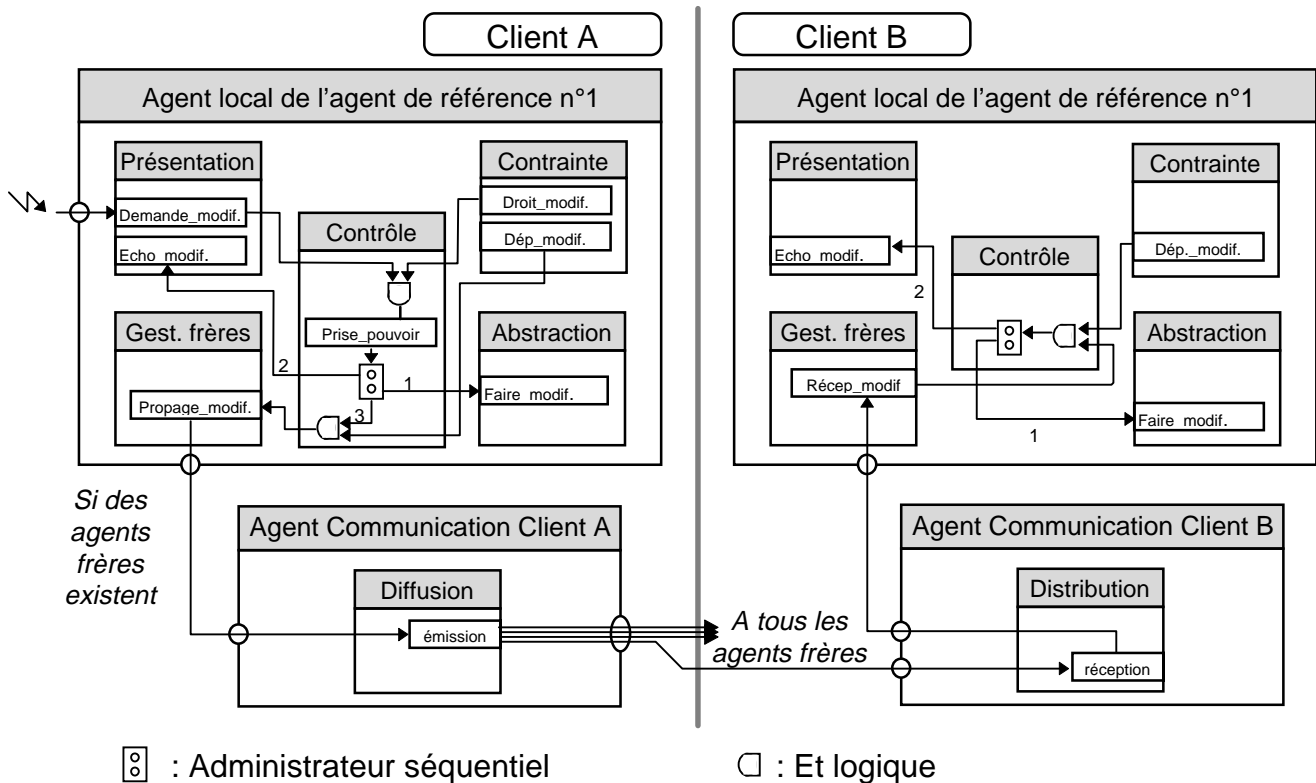 Client A
Client B
Agent local de l’agent de référence n°1
Agent local de l’agent de référence n°1
Présentation
Demande_modif.
Echo_modif.
Contrainte
Droit_modif.
Dép_modif.
Contrôle
Prise_pouvoir
Gest. frères
Propage_modif.
Abstraction
Faire_modif.
2
1
3
Présentation
Echo_modif.
Contrainte
Dép._modif.
Contrôle
2
Gest. frères
Récep_modif
Abstraction
Faire_modif.
1
Si des
agents
frères
existent
Agent Communication Client A
Diffusion
émission
A tous les
agents frères
Agent Communication Client B
Distribution
réception
: Administrateur séquentiel
: Et logique